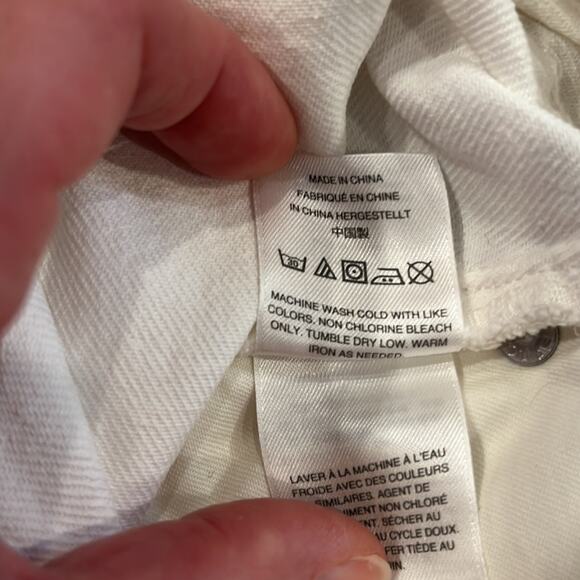 MADE IN CHINA
FABRIQUÉ EN CHINE
IN CHINA HERGESTELLT
中国製
30
MACHINE WASH COLD WITH LIKE
COLORS. NON CHLORINE BLEACH
ONLY. TUMBLE DRY LOW. WARM
IRON AS NEEDED
LAVER À LA MACHINE À L'EAU
FROIDE AVEC DES COULEURS
SIMILAIRES. AGENT DE
NON CHLORÉ
SÉCHER AU
CYCLE DOUX.
FER TIÈDE AU